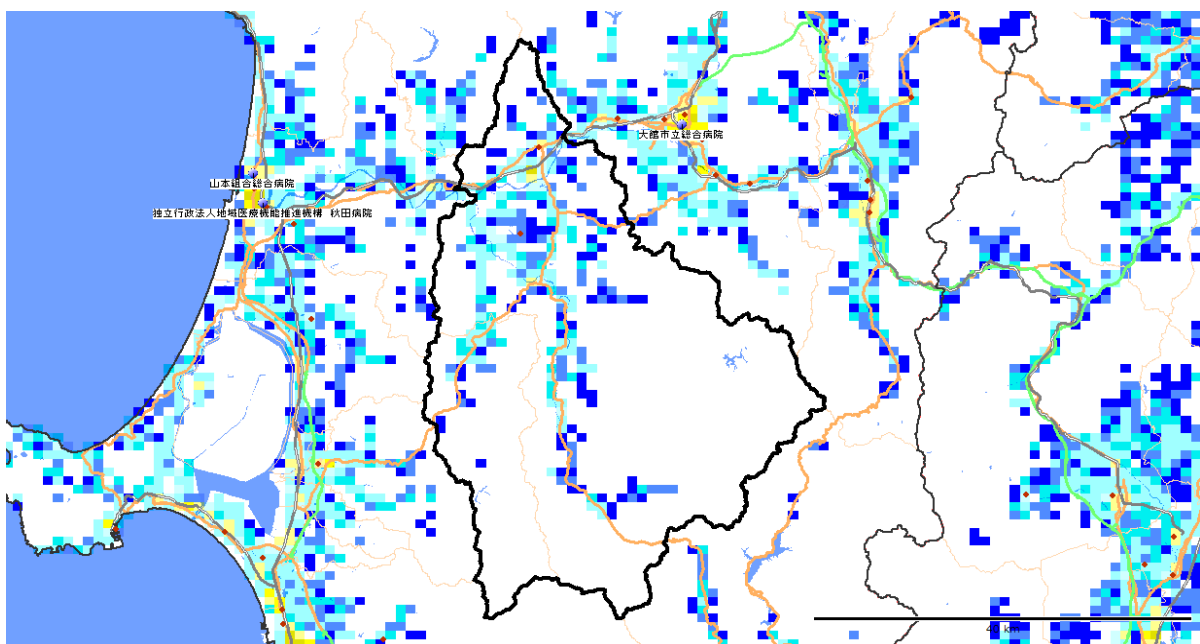 大館市立総合病院
山本組合総合病院
独立行政法人地域医療機能推進機構 秋田病院